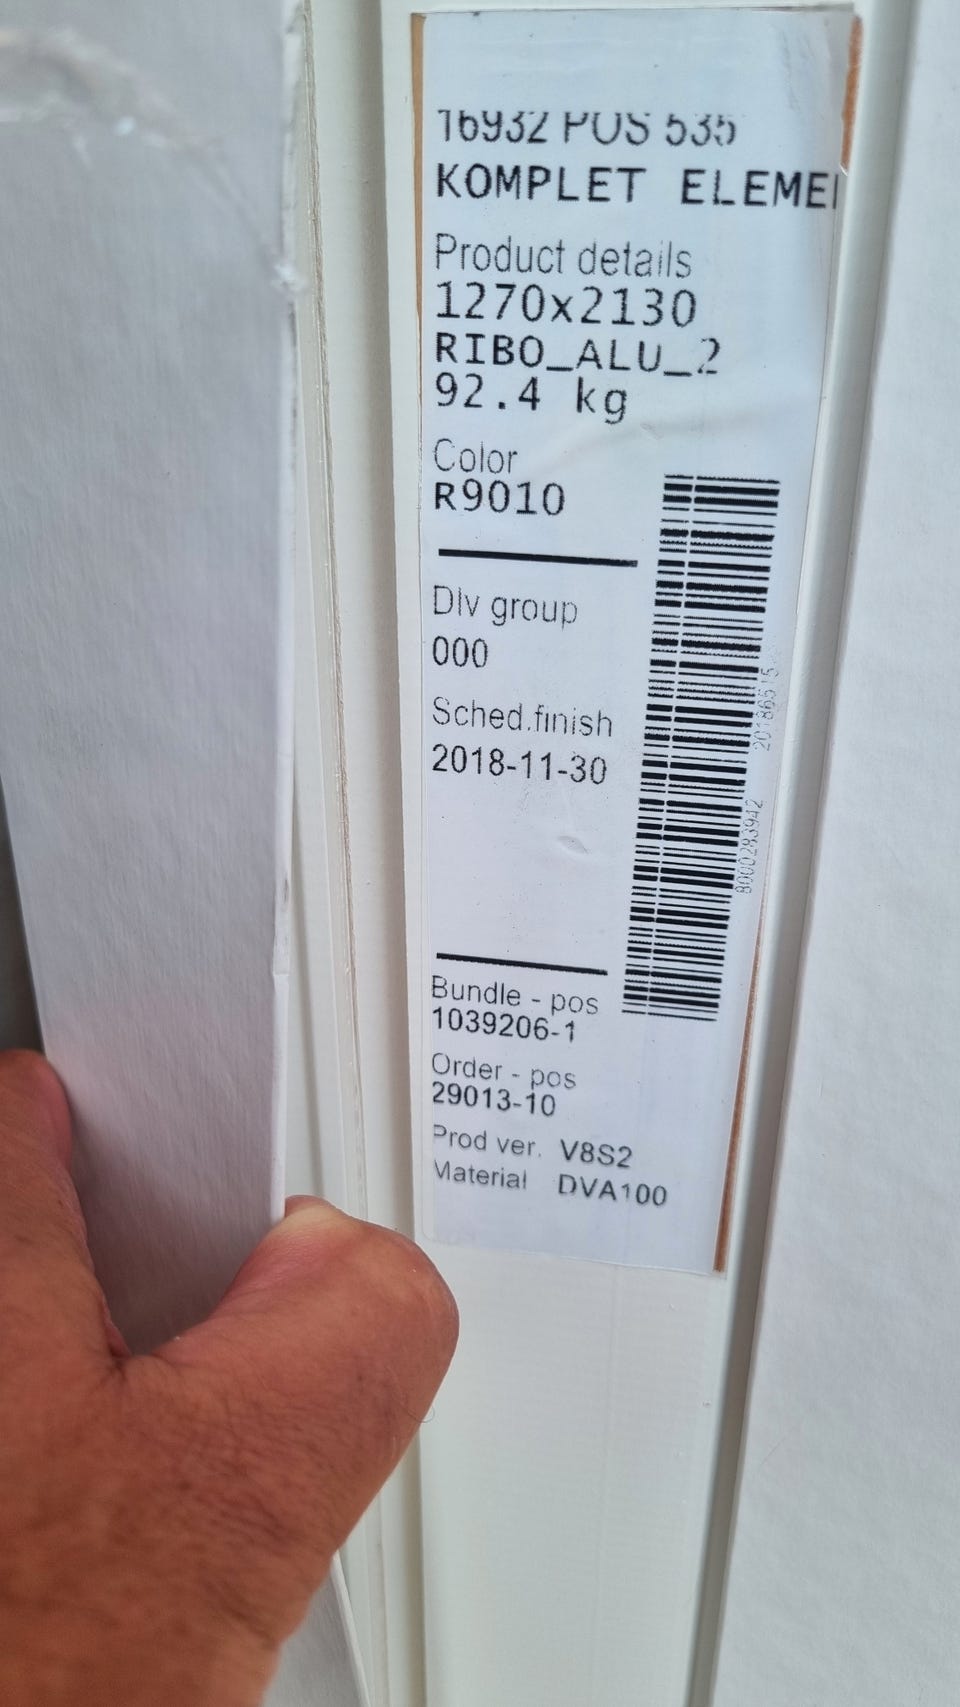 16932 POS 535
KOMPLET ELEME
Product details
1270x2130
RIBO_ALU_2
92.4 kg
Color
R9010
Dlv group
000
Sched.finish
2018-11-30
Bundle - pos
1039206-1
Order - pos
29013-10
Prod ver. V8S2
Material DVA100
8000283942